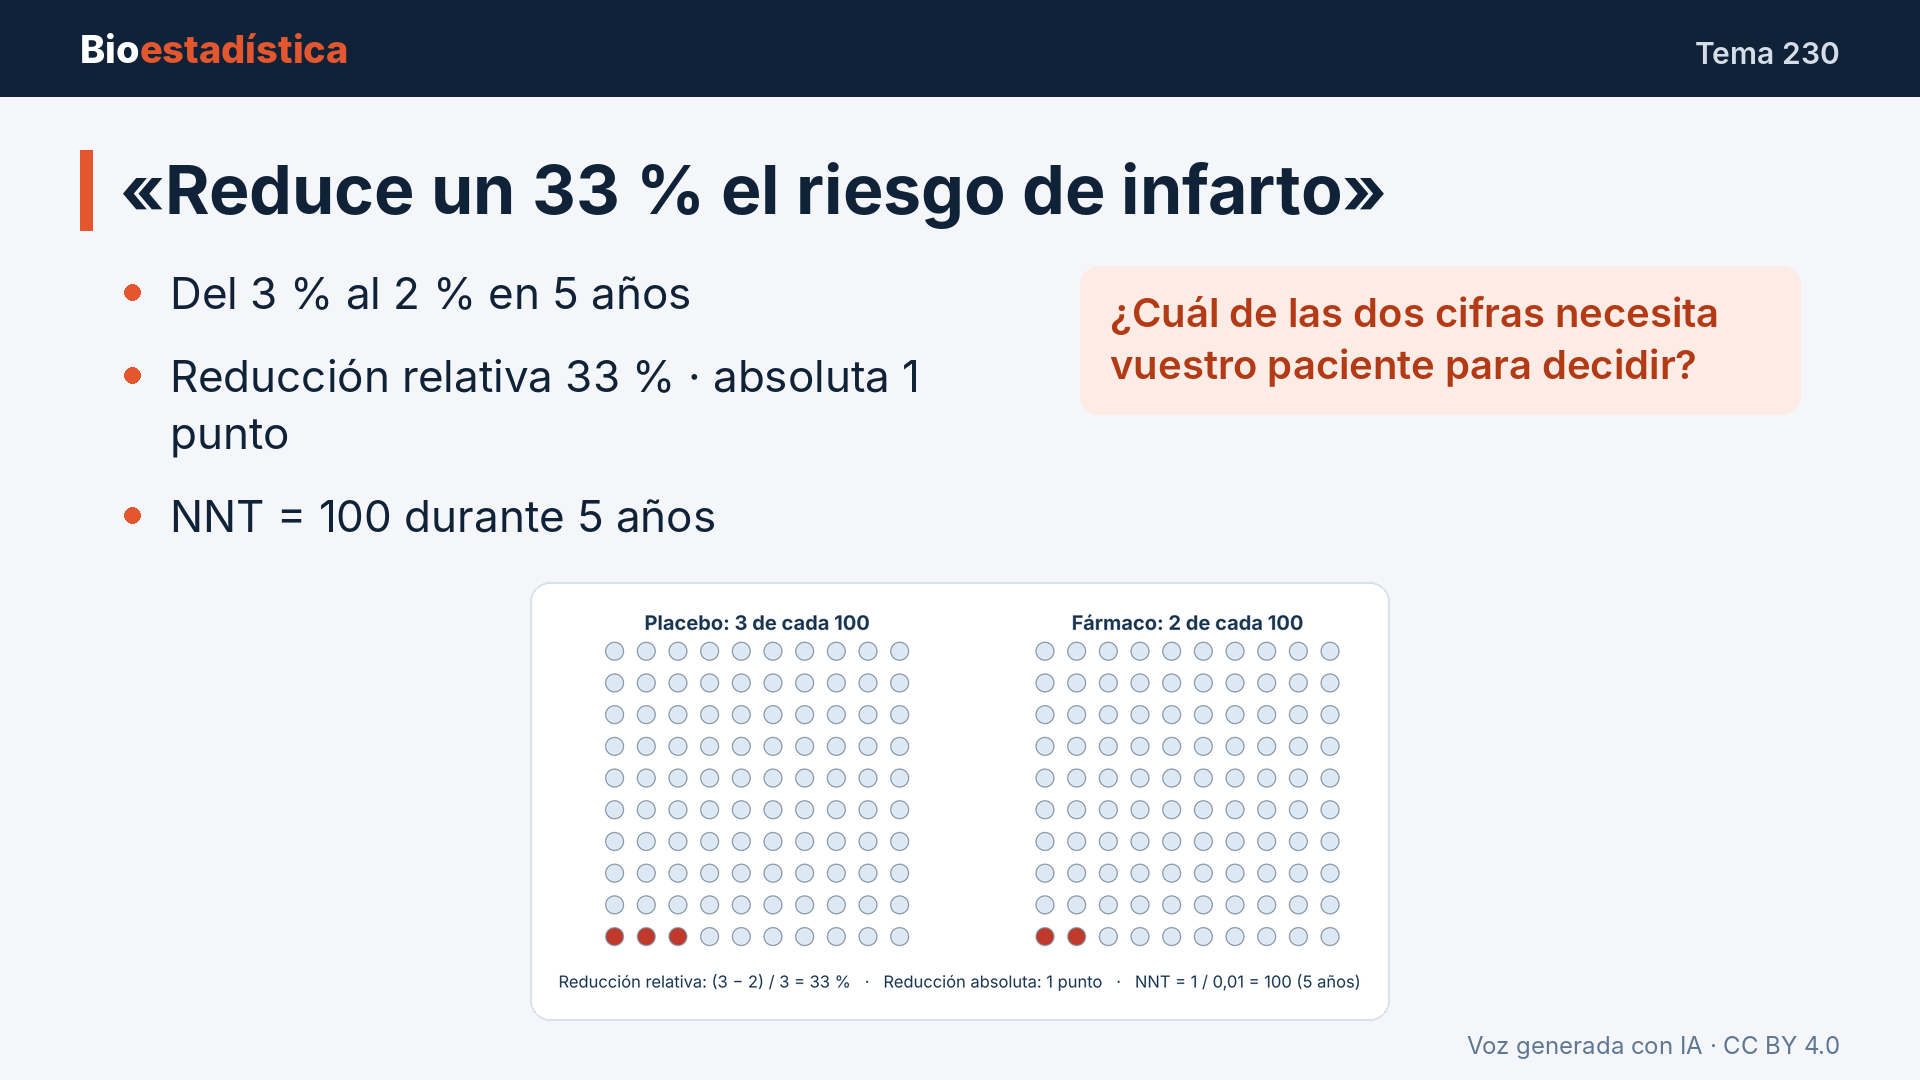 Bioestadística
Tema 230
«Reduce un 33 % el riesgo de infarto»
Del 3 % al 2 % en 5 años
Reducción relativa 33 % · absoluta 1
punto
NNT = 100 durante 5 años
¿Cuál de las dos cifras necesita
vuestro paciente para decidir?
Placebo: 3 de cada 100
Fármaco: 2 de cada 100
Reducción relativa: (3 − 2) / 3 = 33 % · Reducción absoluta: 1 punto · NNT = 1 / 0,01 = 100 (5 años)
Voz generada con IA · CC BY 4.0